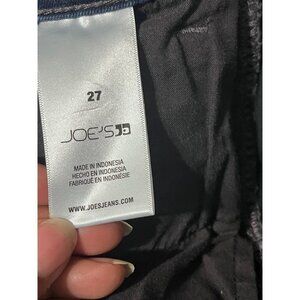 27
JOE'S
MADE IN INDONESIA
HECHO EN INDONESIA
FABRIQUÉ EN INDONÉSIE
WWW.JOESJEANS.COM